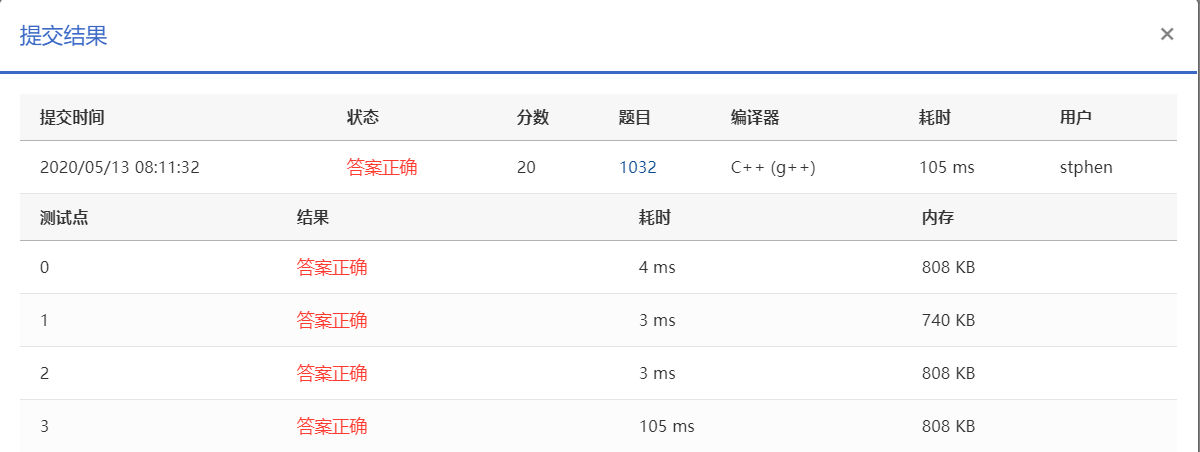 提交结果 ×
提交时间 状态 分数 题目 编译器 耗时 用户
2020/05/13 08:11:32 答案正确 20 1032 C++ (g++) 105 ms stphen
测试点 结果 耗时 内存
0 答案正确 4 ms 808 KB
1 答案正确 3 ms 740 KB
2 答案正确 3 ms 808 KB
3 答案正确 105 ms 808 KB